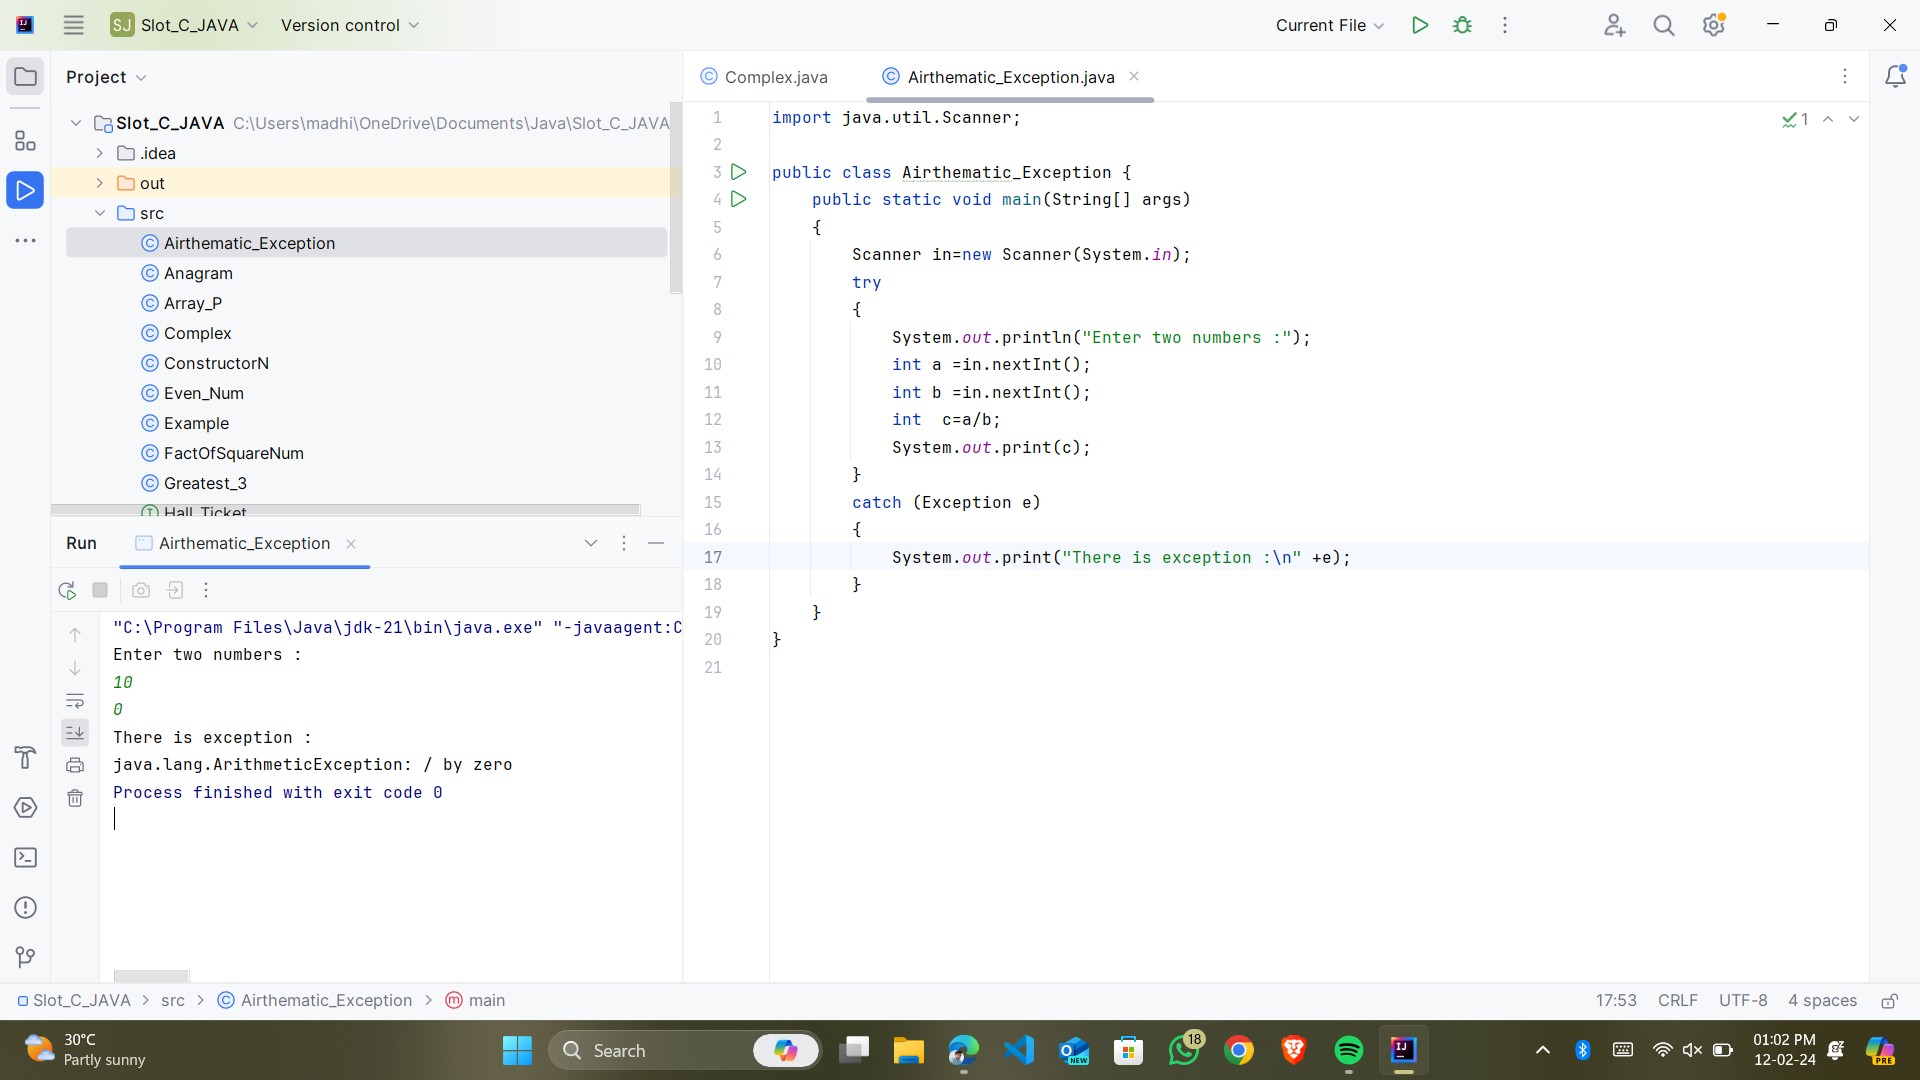 SJ Slot_C_JAVA Version control Current File
Project
Slot_C_JAVA C:\Users\madhi\OneDrive\Documents\Java\Slot_C_JAVA
.idea
out
src
Airthematic_Exception
Anagram
Array_P
Complex
ConstructorN
Even_Num
Example
FactOfSquareNum
Greatest_3
Hall_Ticket
Complex.java Airthematic_Exception.java
1 import java.util.Scanner;
2
3 public class Airthematic_Exception {
4 public static void main(String[] args)
5 {
6 Scanner in=new Scanner(System.in);
7 try
8 {
9 System.out.println("Enter two numbers :");
10 int a =in.nextInt();
11 int b =in.nextInt();
12 int  c=a/b;
13 System.out.print(c);
14 }
15 catch (Exception e)
16 {
17 System.out.print("There is exception :\n" +e);
18 }
19 }
20 }
21
1
Run Airthematic_Exception
"C:\Program Files\Java\jdk-21\bin\java.exe" "-javaagent:C
Enter two numbers :
10
0
There is exception :
java.lang.ArithmeticException: / by zero
Process finished with exit code 0
Slot_C_JAVA > src > Airthematic_Exception > main
17:53 CRLF UTF-8 4 spaces
30°C
Partly sunny
Search
NEW
18
PRE
01:02 PM
12-02-24